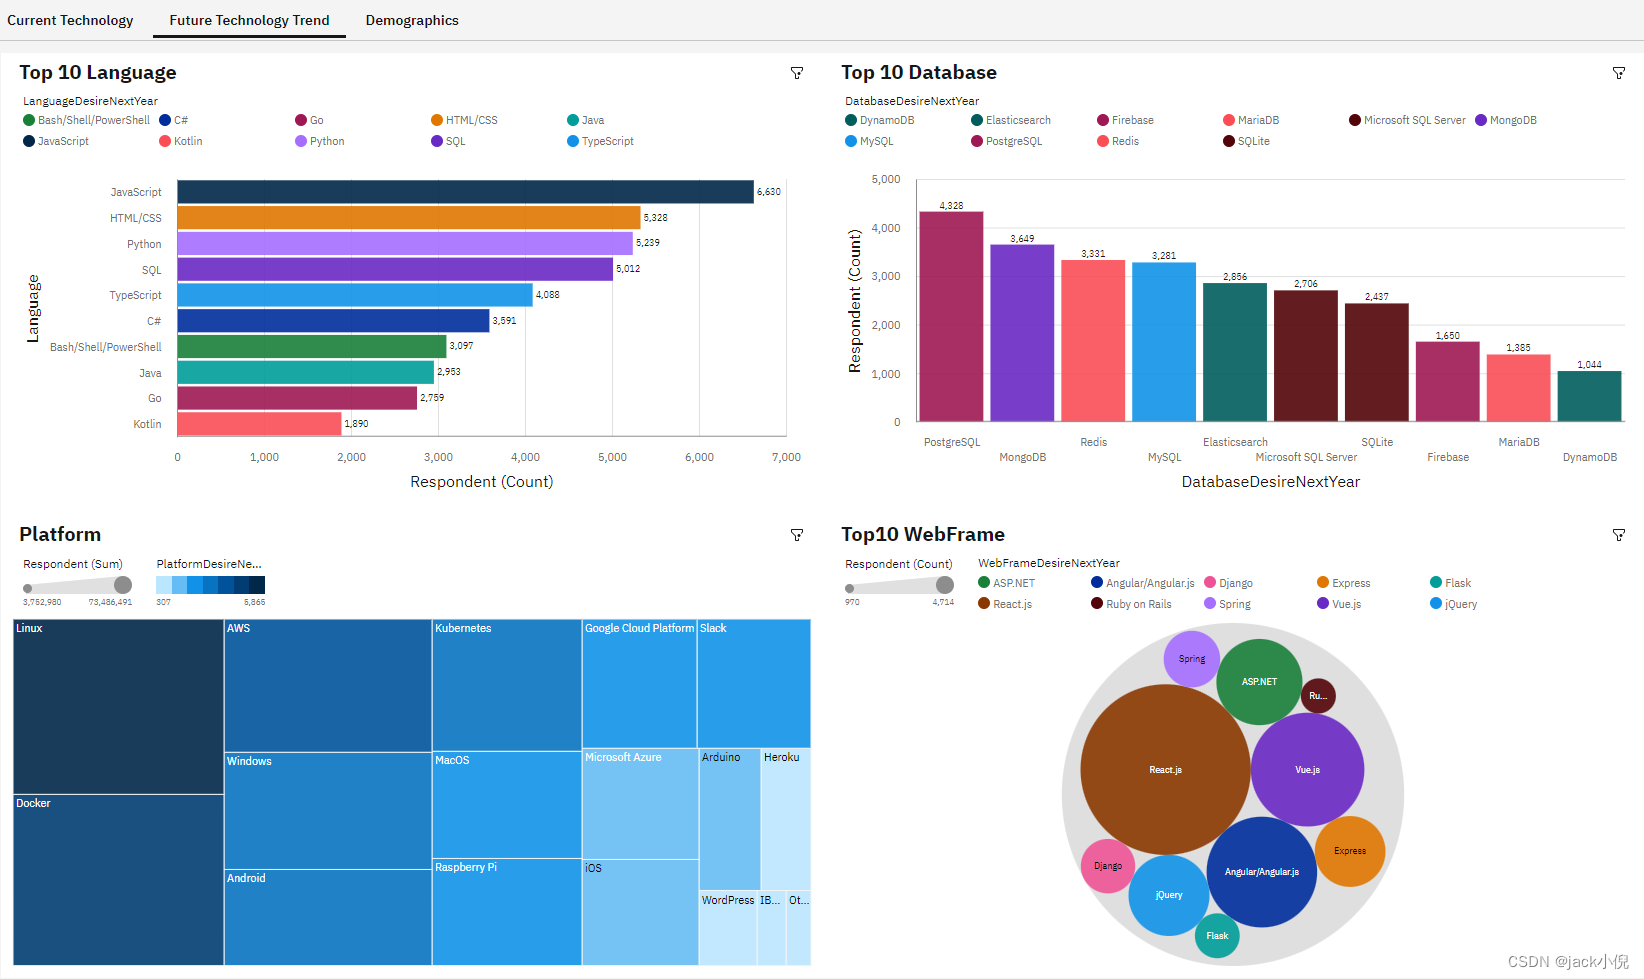 Current Technology Future Technology Trend Demographics
Top 10 Language
LanguageDesireNextYear
Bash/Shell/PowerShell C# Go HTML/CSS Java
JavaScript Kotlin Python SQL TypeScript
Language
JavaScript 6,630
HTML/CSS 5,328
Python 5,239
SQL 5,012
TypeScript 4,088
C# 3,591
Bash/Shell/PowerShell 3,097
Java 2,953
Go 2,759
Kotlin 1,890
0 1,000 2,000 3,000 4,000 5,000 6,000 7,000
Respondent (Count)
Top 10 Database
DatabaseDesireNextYear
DynamoDB Elasticsearch Firebase MariaDB Microsoft SQL Server MongoDB
MySQL PostgreSQL Redis SQLite
Respondent (Count)
5,000
4,000
3,000
2,000
1,000
0
4,328 3,649 3,331 3,281 2,856 2,706 2,437 1,650 1,385 1,044
PostgreSQL Redis Elasticsearch SQLite MariaDB
MongoDB MySQL Microsoft SQL Server Firebase DynamoDB
DatabaseDesireNextYear
Platform
Respondent (Sum) PlatformDesireNe...
3,752,980 73,486,491 307 5,865
Linux AWS Kubernetes Google Cloud Platform Slack
Windows MacOS Microsoft Azure Arduino Heroku
Docker
Android Raspberry Pi iOS
WordPress IB... Ot...
Top10 WebFrame
Respondent (Count) WebFrameDesireNextYear
970 4,714
ASP.NET Angular/Angular.js Django Express Flask
React.js Ruby on Rails Spring Vue.js jQuery
Spring
ASP.NET
Ru...
React.js
Vue.js
Express
Django
Angular/Angular.js
jQuery
Flask
CSDN @jack小倪